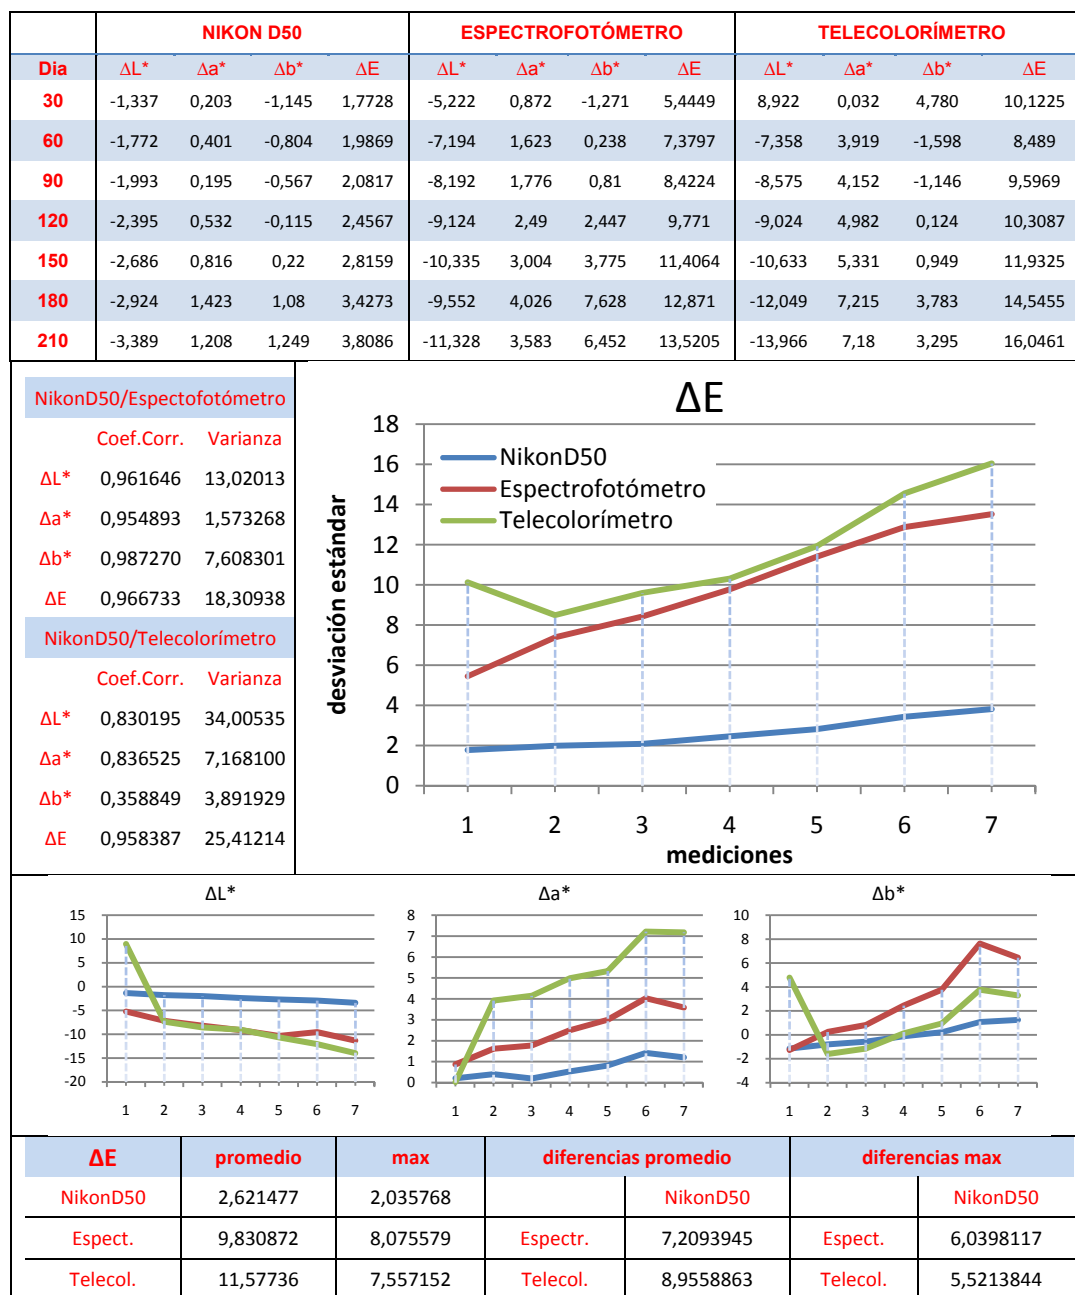 NIKON D50 ESPECTROFOTÓMETRO TELECOLORÍMETRO
Dia ΔL* Δa* Δb* ΔE ΔL* Δa* Δb* ΔE ΔL* Δa* Δb* ΔE
30 -1,337 0,203 -1,145 1,7728 -5,222 0,872 -1,271 5,4449 8,922 0,032 4,780 10,1225
60 -1,772 0,401 -0,804 1,9869 -7,194 1,623 0,238 7,3797 -7,358 3,919 -1,598 8,489
90 -1,993 0,195 -0,567 2,0817 -8,192 1,776 0,81 8,4224 -8,575 4,152 -1,146 9,5969
120 -2,395 0,532 -0,115 2,4567 -9,124 2,49 2,447 9,771 -9,024 4,982 0,124 10,3087
150 -2,686 0,816 0,22 2,8159 -10,335 3,004 3,775 11,4064 -10,633 5,331 0,949 11,9325
180 -2,924 1,423 1,08 3,4273 -9,552 4,026 7,628 12,871 -12,049 7,215 3,783 14,5455
210 -3,389 1,208 1,249 3,8086 -11,328 3,583 6,452 13,5205 -13,966 7,18 3,295 16,0461
NikonD50/Espectofotómetro
Coef.Corr. Varianza
ΔL* 0,961646 13,02013
Δa* 0,954893 1,573268
Δb* 0,987270 7,608301
ΔE 0,966733 18,30938
NikonD50/Telecolorímetro
Coef.Corr. Varianza
ΔL* 0,830195 34,00535
Δa* 0,836525 7,168100
Δb* 0,358849 3,891929
ΔE 0,958387 25,41214
ΔE
desviación estándar
18
16
14
12
10
8
6
4
2
0
NikonD50
Espectrofotómetro
Telecolorímetro
1 2 3 4 5 6 7
mediciones
ΔL*
15
10
5
0
-5
-10
-15
-20
1 2 3 4 5 6 7
Δa*
8
7
6
5
4
3
2
1
0
1 2 3 4 5 6 7
Δb*
10
8
6
4
2
0
-2
-4
1 2 3 4 5 6 7
ΔE promedio max diferencias promedio diferencias max
NikonD50 2,621477 2,035768 NikonD50 NikonD50
Espect. 9,830872 8,075579 Espectr. 7,2093945 Espect. 6,0398117
Telecol. 11,57736 7,557152 Telecol. 8,9558863 Telecol. 5,5213844